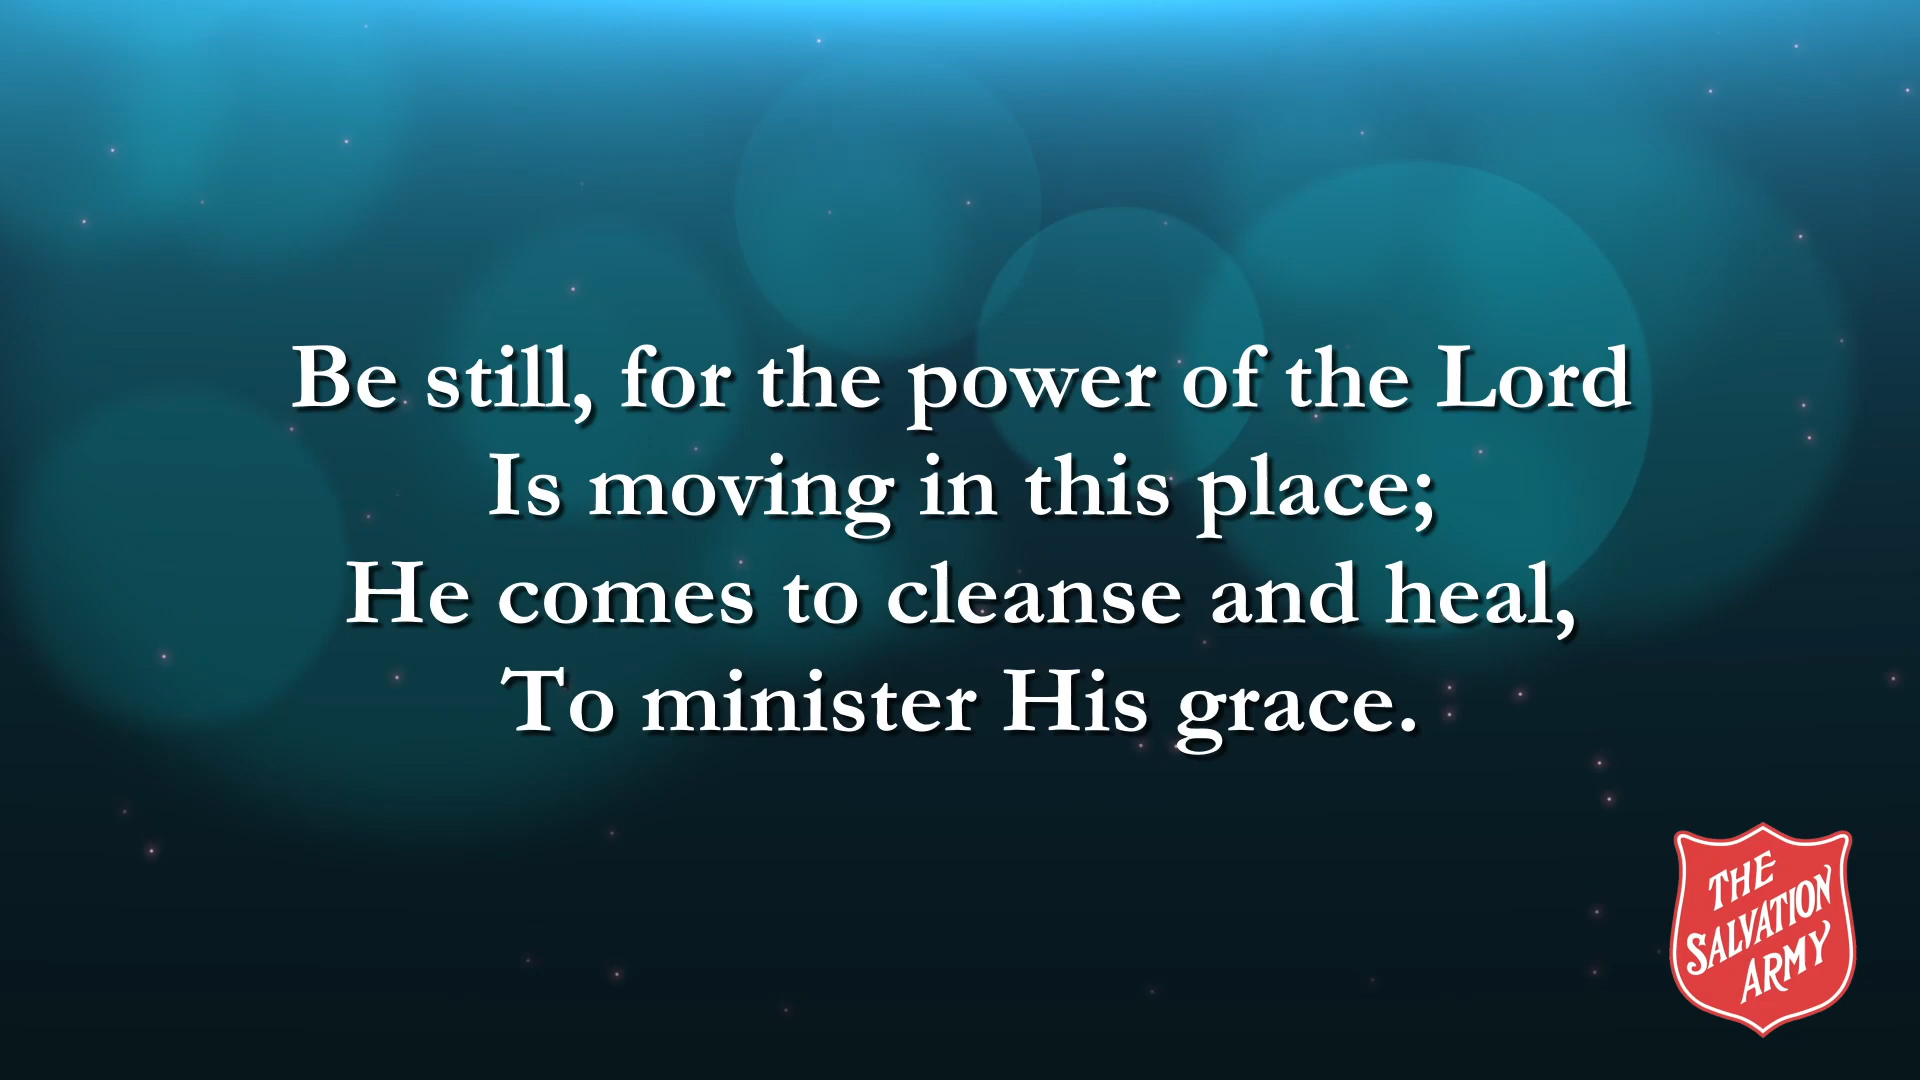 Be still, for the power of the Lord
Is moving in this place;
He comes to cleanse and heal,
To minister His grace.
THE
SALVATION
ARMY